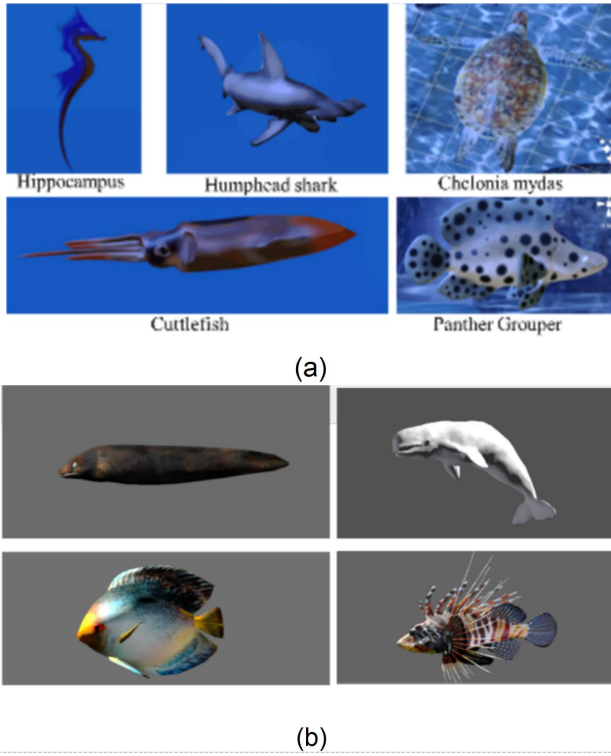 Hippocampus
Humphead shark
Chelonia mydas
Cuttlefish
Panther Grouper
(a)
(b)